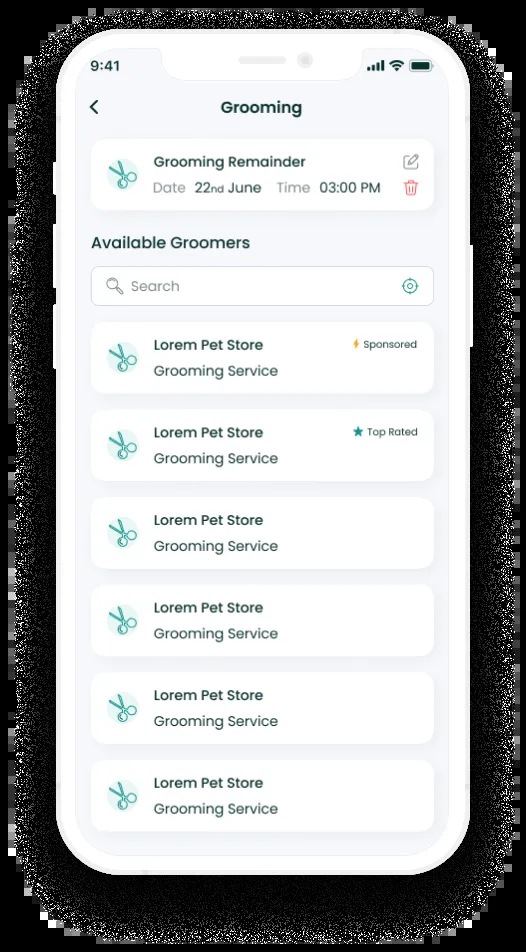 9:41
Grooming
Grooming Remainder
Date 22nd June Time 03:00 PM
Available Groomers
Search
Lorem Pet Store Sponsored
Grooming Service
Lorem Pet Store Top Rated
Grooming Service
Lorem Pet Store
Grooming Service
Lorem Pet Store
Grooming Service
Lorem Pet Store
Grooming Service
Lorem Pet Store
Grooming Service